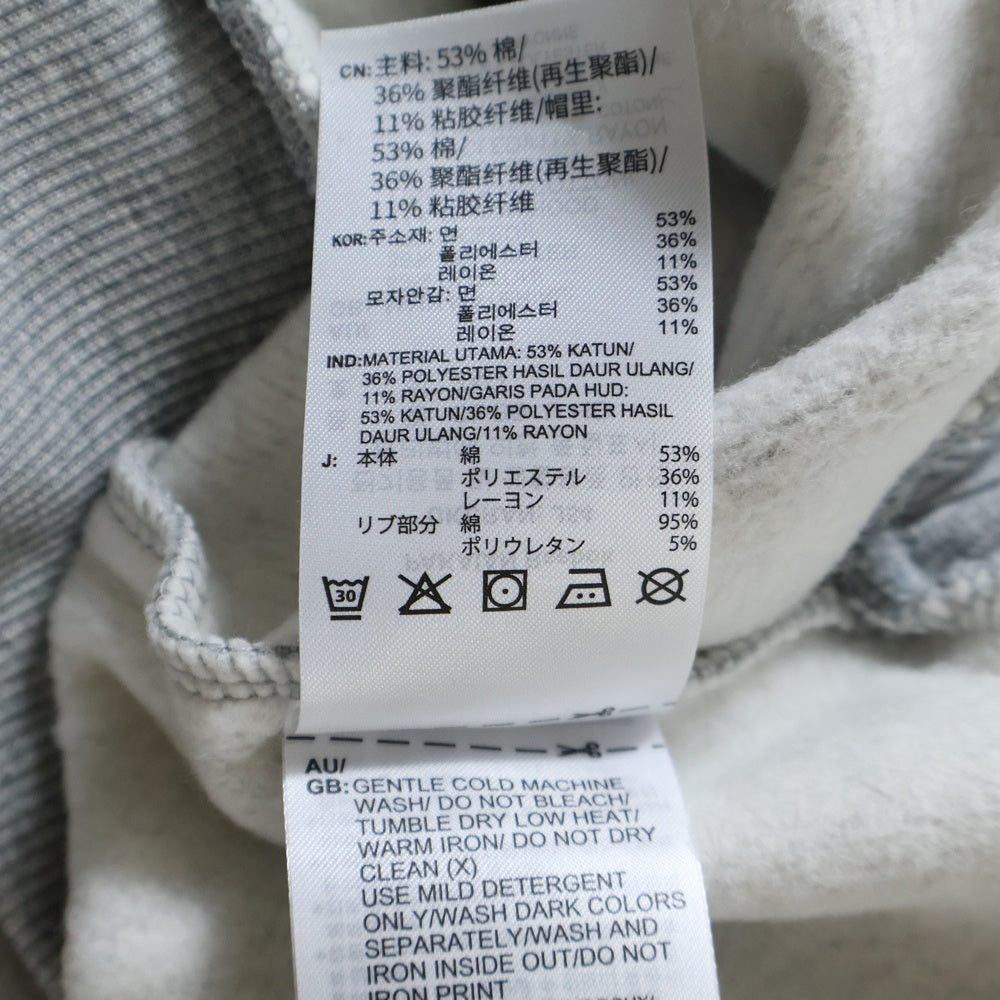 CN: 主料: 53% 棉/
36% 聚酯纤维(再生聚酯)/
11% 粘胶纤维/帽里:
53% 棉/
36% 聚酯纤维(再生聚酯)/
11% 粘胶纤维
KOR: 주소재: 면 53%
폴리에스터 36%
레이온 11%
모자안감: 면 53%
폴리에스터 36%
레이온 11%
IND: MATERIAL UTAMA: 53% KATUN/
36% POLYESTER HASIL DAUR ULANG/
11% RAYON/GARIS PADA HUD:
53% KATUN/36% POLYESTER HASIL
DAUR ULANG/11% RAYON
J: 本体 綿 53%
ポリエステル 36%
レーヨン 11%
リブ部分 綿 95%
ポリウレタン 5%
30
AU/
GB: GENTLE COLD MACHINE
WASH/ DO NOT BLEACH/
TUMBLE DRY LOW HEAT/
WARM IRON/ DO NOT DRY
CLEAN (X)
USE MILD DETERGENT
ONLY/WASH DARK COLORS
SEPARATELY/WASH AND
IRON INSIDE OUT/DO NOT
IRON PRINT